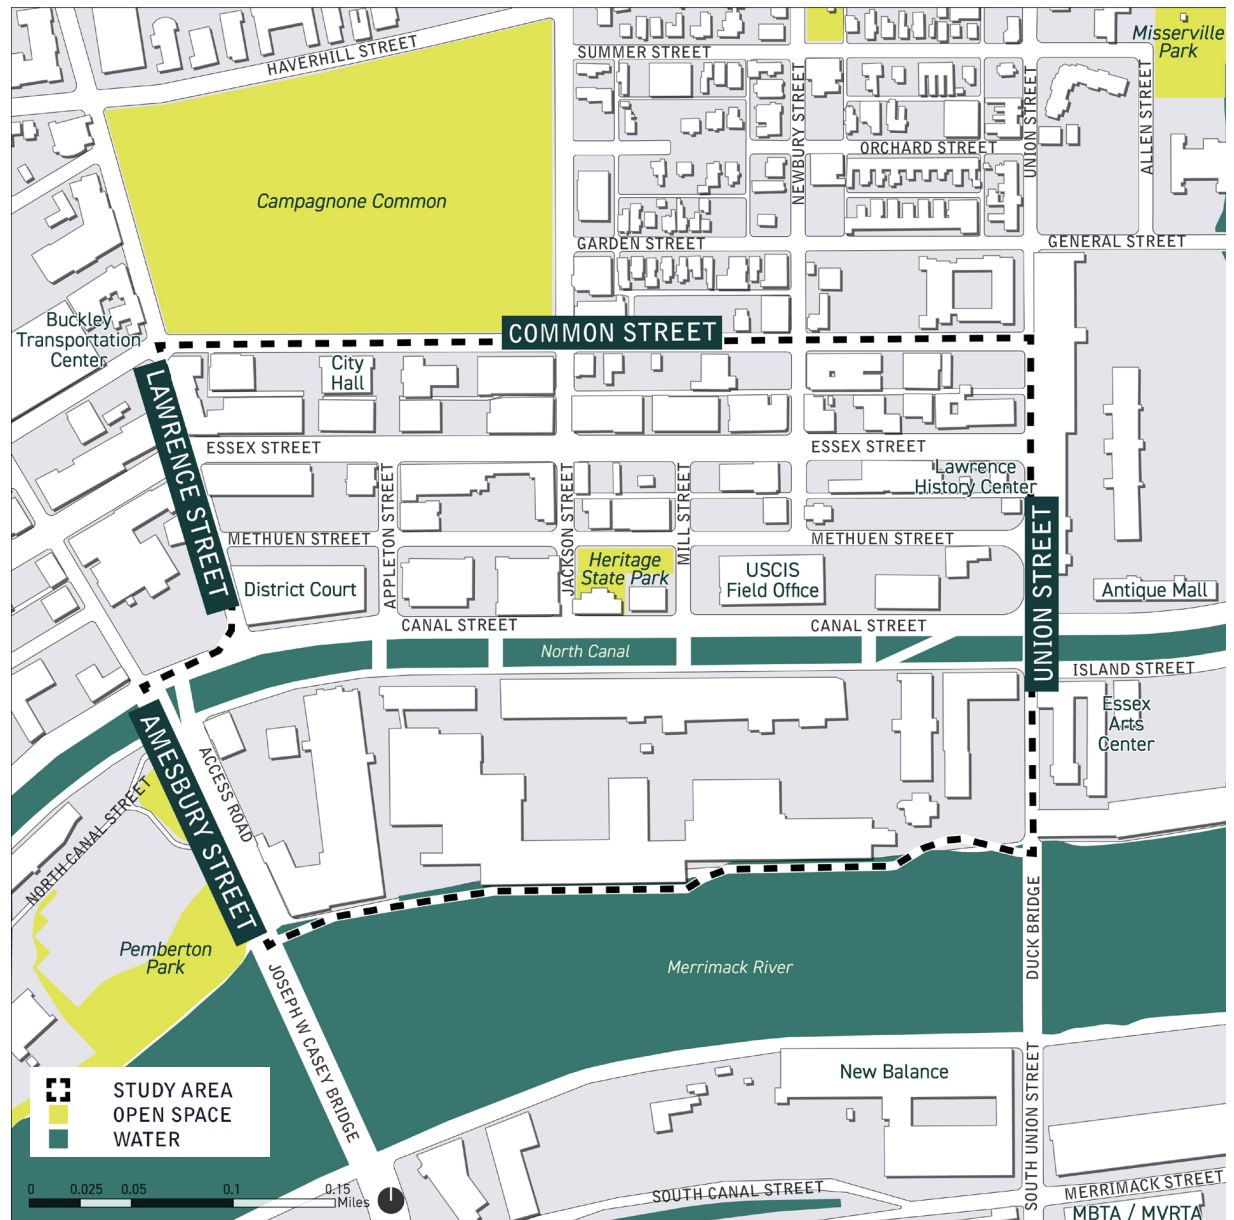 HAVERHILL STREET
SUMMER STREET
Misserville
Park
NEWBURY STREET
UNION STREET
ALLEN STREET
ORCHARD STREET
Campagnone Common
GARDEN STREET
GENERAL STREET
Buckley
Transportation
Center
COMMON STREET
City
Hall
LAWRENCE STREET
ESSEX STREET
ESSEX STREET
Lawrence
History Center
APPLETON STREET
JACKSON STREET
MILL STREET
METHUEN STREET
METHUEN STREET
UNION STREET
District Court
Heritage
State Park
USCIS
Field Office
Antique Mall
CANAL STREET
CANAL STREET
North Canal
ISLAND STREET
Essex
Arts
Center
AMESBURY STREET
ACCESS ROAD
NORTH CANAL STREET
Pemberton
Park
Merrimack River
DUCK BRIDGE
JOSEPH W CASEY BRIDGE
New Balance
SOUTH UNION STREET
STUDY AREA
OPEN SPACE
WATER
0 0.025 0.05 0.1 0.15
Miles
SOUTH CANAL STREET
MERRIMACK STREET
MBTA / MVRTA